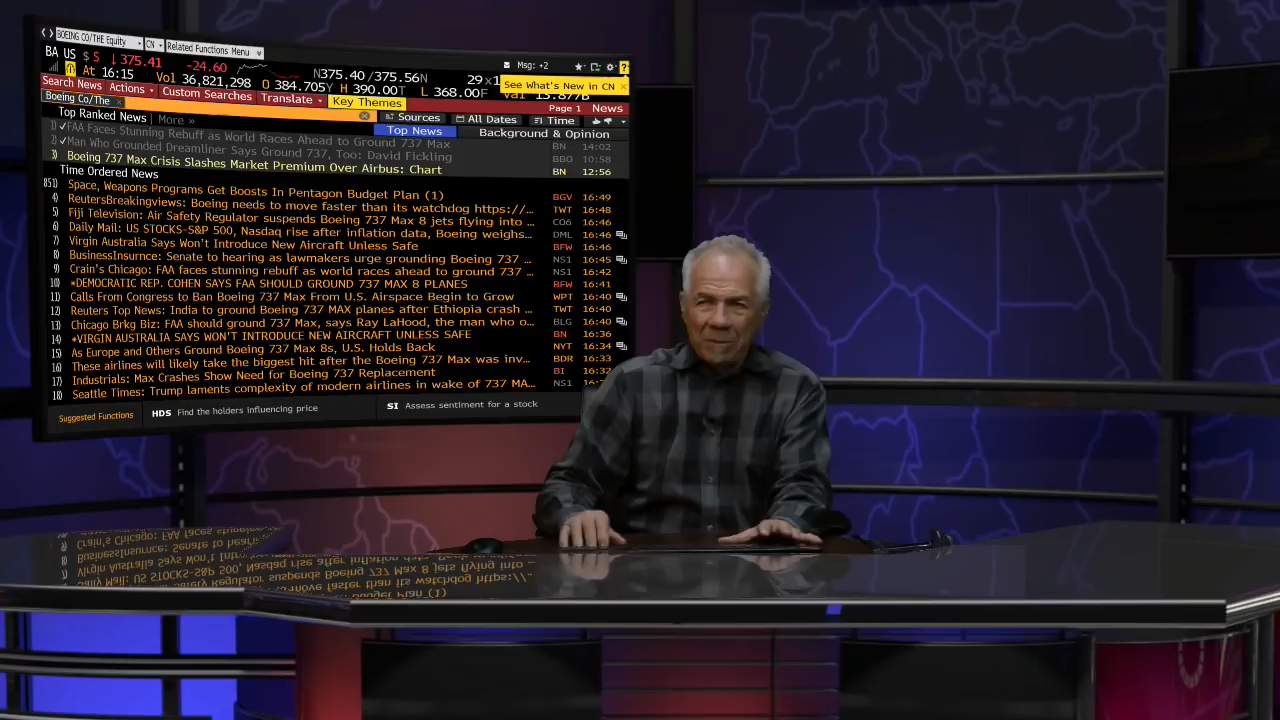 BOEING CO/THE Equity CN Related Functions Menu
Msg: +2
BA US $ S ↓ 375.41 -24.60 N375.40/375.56N 29x1
At 16:15 Vol 36,821,298 O 384.705Y H 390.00T L 368.00F Val 13.877B
See What's New in CN ×
Search News Actions Custom Searches Translate Key Themes Page 1 News
Boeing Co/The × Sources All Dates Time
Top Ranked News | More » Top News Background & Opinion
1) ✓FAA Faces Stunning Rebuff as World Races Ahead to Ground 737 Max BN 14:02
2) ✓Man Who Grounded Dreamliner Says Ground 737, Too: David Fickling BBO 10:58
3) Boeing 737 Max Crisis Slashes Market Premium Over Airbus: Chart BN 12:56
Time Ordered News
851) Space, Weapons Programs Get Boosts In Pentagon Budget Plan (1) BGV 16:49
4) ReutersBreakingviews: Boeing needs to move faster than its watchdog https://... TWT 16:48
5) Fiji Television: Air Safety Regulator suspends Boeing 737 Max 8 jets flying into ... CO6 16:46
6) Daily Mail: US STOCKS-S&P 500, Nasdaq rise after inflation data, Boeing weighs... DML 16:46
7) Virgin Australia Says Won't Introduce New Aircraft Unless Safe BFW 16:46
8) BusinessInsurnce: Senate to hearing as lawmakers urge grounding Boeing 737 ... NS1 16:45
9) Crain's Chicago: FAA faces stunning rebuff as world races ahead to ground 737 ... NS1 16:42
10) *DEMOCRATIC REP. COHEN SAYS FAA SHOULD GROUND 737 MAX 8 PLANES BFW 16:41
11) Calls From Congress to Ban Boeing 737 Max From U.S. Airspace Begin to Grow WPT 16:40
12) Reuters Top News: India to ground Boeing 737 MAX planes after Ethiopia crash ... TWT 16:40
13) Chicago Brkg Biz: FAA should ground 737 Max, says Ray LaHood, the man who o... BLG 16:40
14) *VIRGIN AUSTRALIA SAYS WON'T INTRODUCE NEW AIRCRAFT UNLESS SAFE BN 16:36
15) As Europe and Others Ground Boeing 737 Max 8s, U.S. Holds Back NYT 16:34
16) These airlines will likely take the biggest hit after the Boeing 737 Max was inv... BDR 16:33
17) Industrials: Max Crashes Show Need for Boeing 737 Replacement BI 16:32
18) Seattle Times: Trump laments complexity of modern airlines in wake of 737 MA... NS1
Suggested Functions HDS Find the holders influencing price SI Assess sentiment for a stock